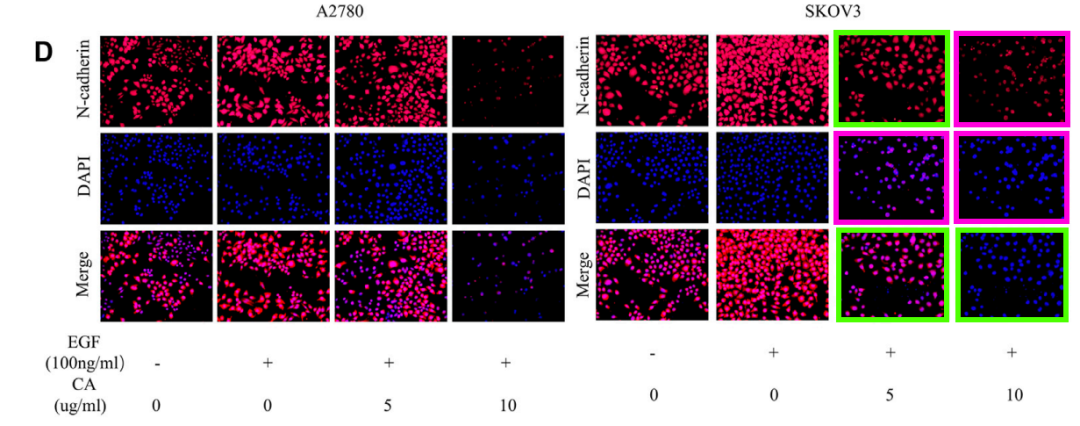 A2780 SKOV3
D
N-cadherin N-cadherin
DAPI DAPI
Merge Merge
EGF
(100ng/ml) - + + + - + + +
CA
(ug/ml) 0 0 5 10 0 0 5 10